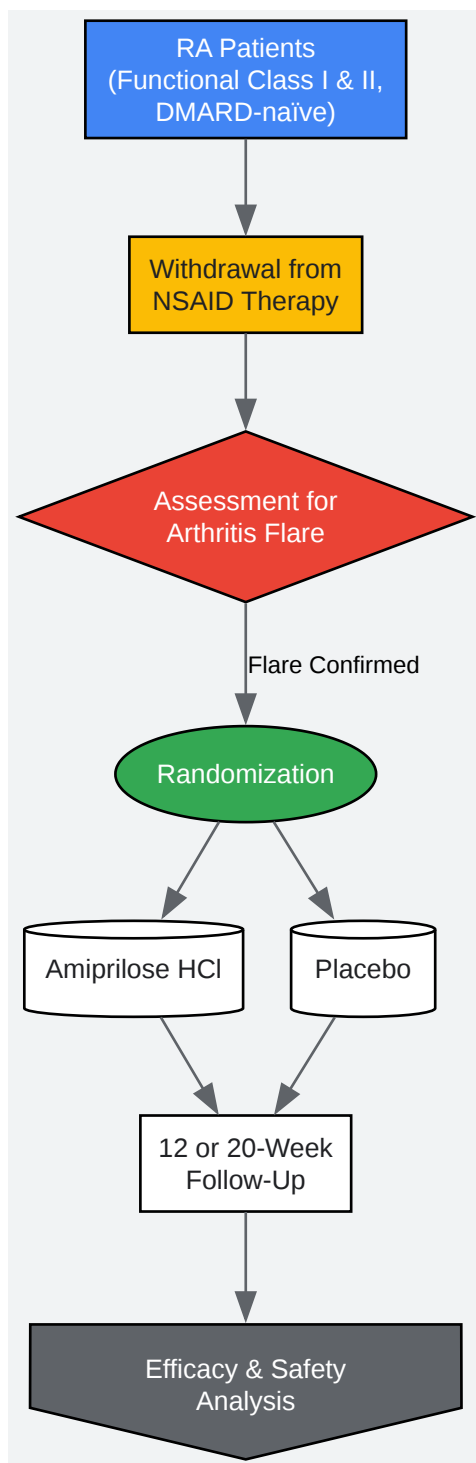 RA Patients
(Functional Class I & II,
DMARD-naïve)
Withdrawal from
NSAID Therapy
Assessment for
Arthritis Flare
Flare Confirmed
Randomization
Amiprilose HCl
Placebo
12 or 20-Week
Follow-Up
Efficacy & Safety
Analysis